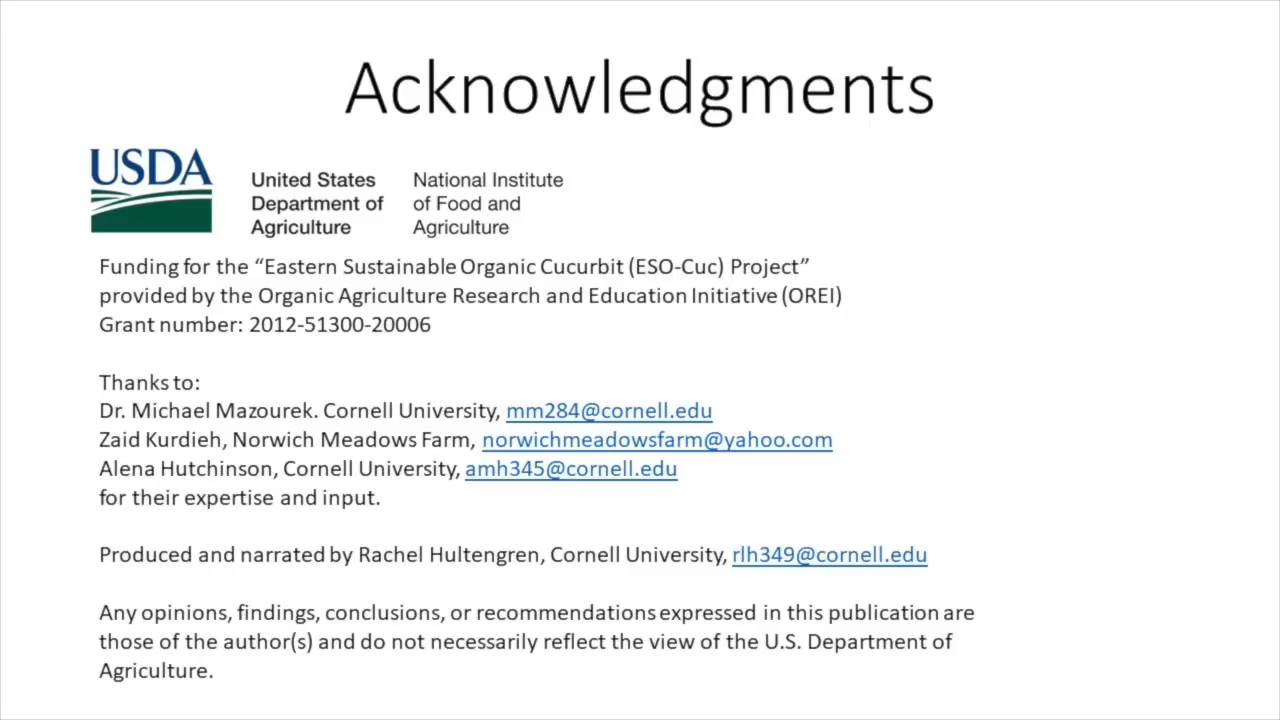 Acknowledgments
USDA
United States
Department of
Agriculture
National Institute
of Food and
Agriculture
Funding for the “Eastern Sustainable Organic Cucurbit (ESO-Cuc) Project”
provided by the Organic Agriculture Research and Education Initiative (OREI)
Grant number: 2012-51300-20006
Thanks to:
Dr. Michael Mazourek. Cornell University, mm284@cornell.edu
Zaid Kurdieh, Norwich Meadows Farm, norwichmeadowsfarm@yahoo.com
Alena Hutchinson, Cornell University, amh345@cornell.edu
for their expertise and input.
Produced and narrated by Rachel Hultengren, Cornell University, rlh349@cornell.edu
Any opinions, findings, conclusions, or recommendations expressed in this publication are
those of the author(s) and do not necessarily reflect the view of the U.S. Department of
Agriculture.